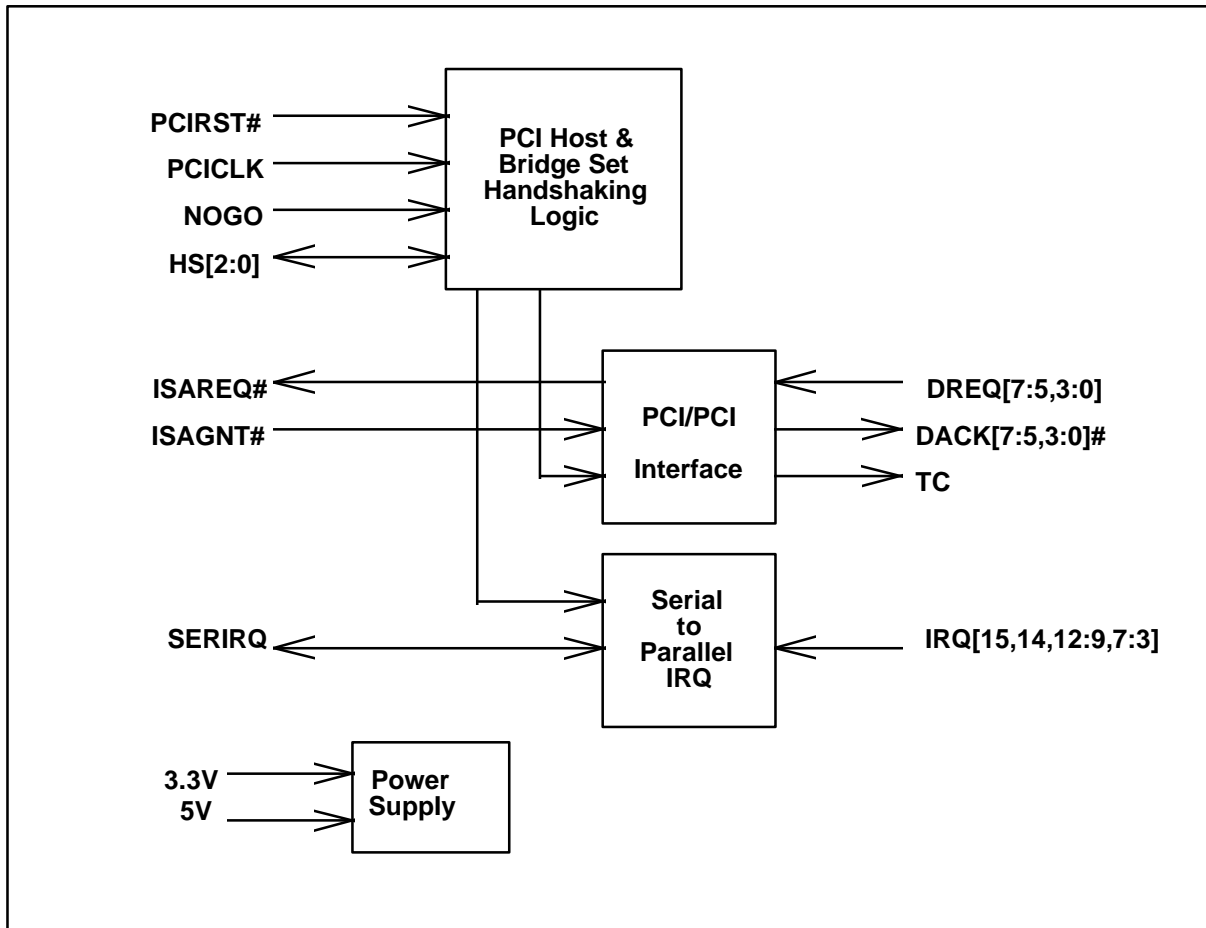 PCIRST#
PCICLK
NOGO
HS[2:0]
PCI Host &
Bridge Set
Handshaking
Logic
ISAREQ#
ISAGNT#
PCI/PCI
Interface
DREQ[7:5,3:0]
DACK[7:5,3:0]#
TC
SERIRQ
Serial
to
Parallel
IRQ
IRQ[15,14,12:9,7:3]
3.3V
5V
Power
Supply